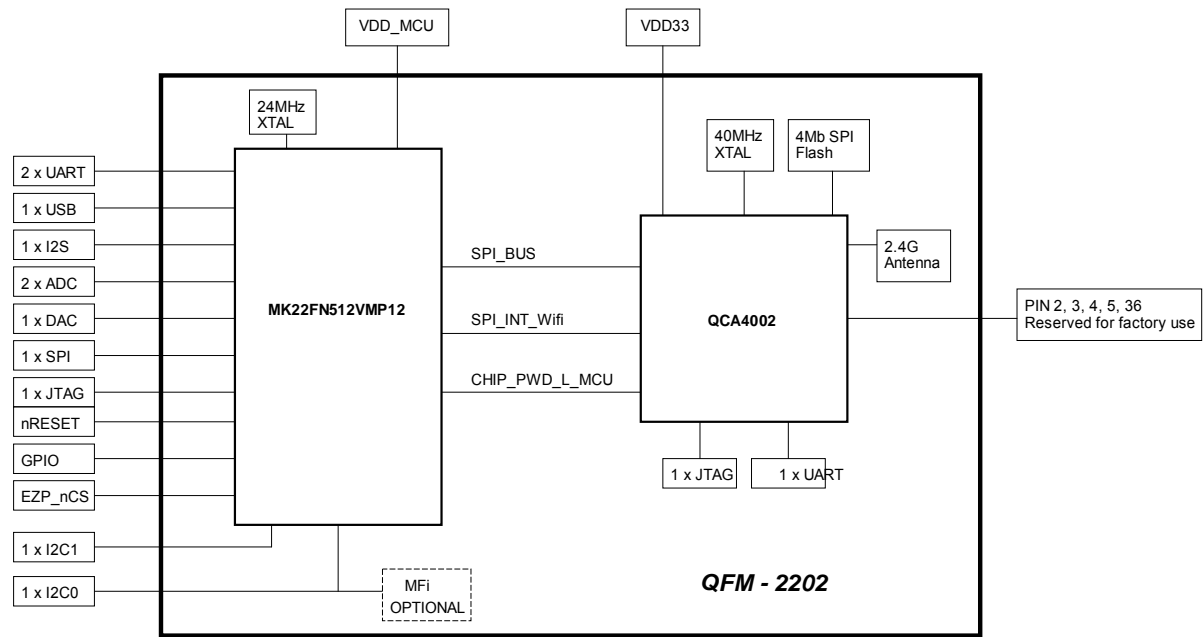 VDD_MCU
VDD33
24MHz
XTAL
40MHz
XTAL
4Mb SPI
Flash
2 x UART
1 x USB
1 x I2S
2 x ADC
1 x DAC
1 x SPI
1 x JTAG
nRESET
GPIO
EZP_nCS
1 x I2C1
1 x I2C0
MK22FN512VMP12
SPI_BUS
SPI_INT_Wifi
CHIP_PWD_L_MCU
QCA4002
2.4G
Antenna
PIN 2, 3, 4, 5, 36
Reserved for factory use
1 x JTAG
1 x UART
MFi
OPTIONAL
QFM - 2202